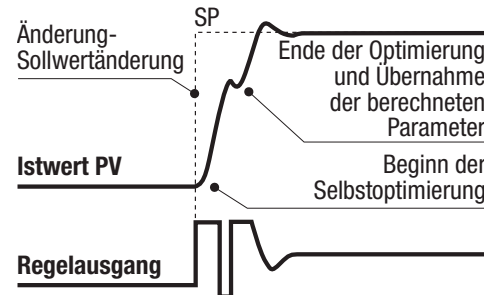 SP
Änderung-
Sollwertänderung
Ende der Optimierung
und Übernahme
der berechneten
Parameter
Istwert PV
Beginn der
Selbstoptimierung
Regelausgang